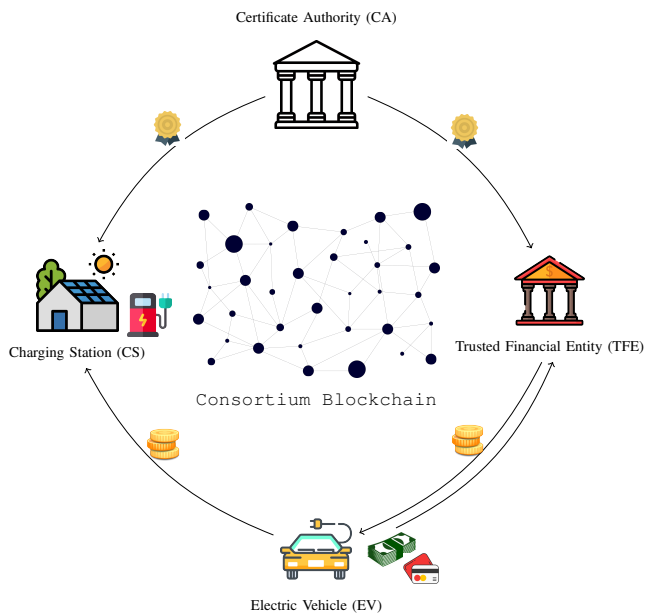 Certificate Authority (CA)
Charging Station (CS)
Trusted Financial Entity (TFE)
Consortium Blockchain
Electric Vehicle (EV)